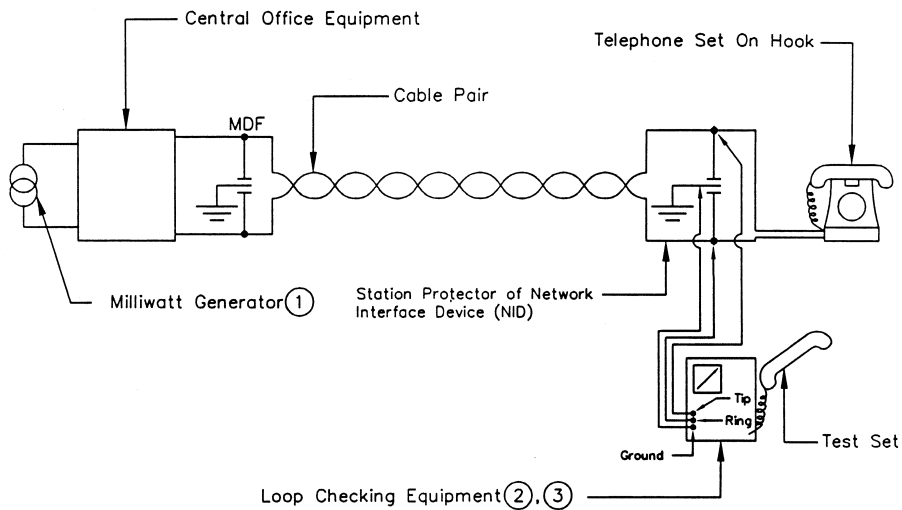 Central Office Equipment
Telephone Set On Hook
Cable Pair
MDF
Milliwatt Generator 1
Station Protector of Network
Interface Device (NID)
Tip
Ring
Ground
Test Set
Loop Checking Equipment 2, 3